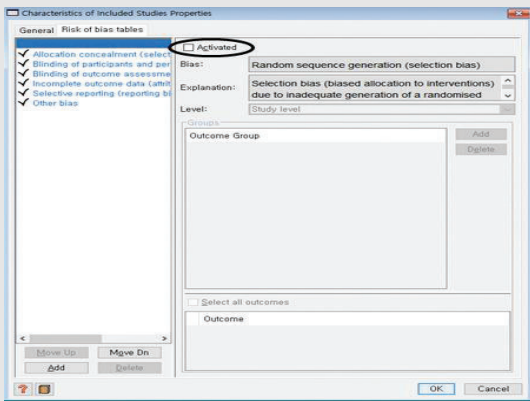 Characteristics of Included Studies Properties
General Risk of bias tables
Allocation concealment (select
Blinding of participants and per
Blinding of outcome assessme
Incomplete outcome data (attrit
Selective reporting (reporting bi
Other bias
Move Up Move Dn
Add Delete
Activated
Bias: Random sequence generation (selection bias)
Explanation: Selection bias (biased allocation to interventions)
due to inadequate generation of a randomised
Level: Study level
Groups
Outcome Group
Add
Delete
Select all outcomes
Outcome
OK Cancel